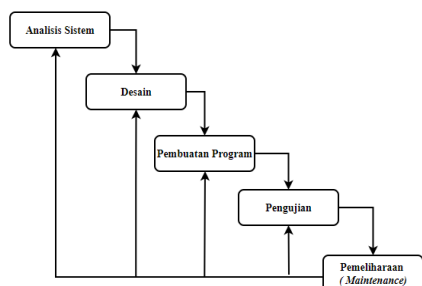 Analisis Sistem
Desain
Pembuatan Program
Pengujian
Pemeliharaan
( Maintenance)